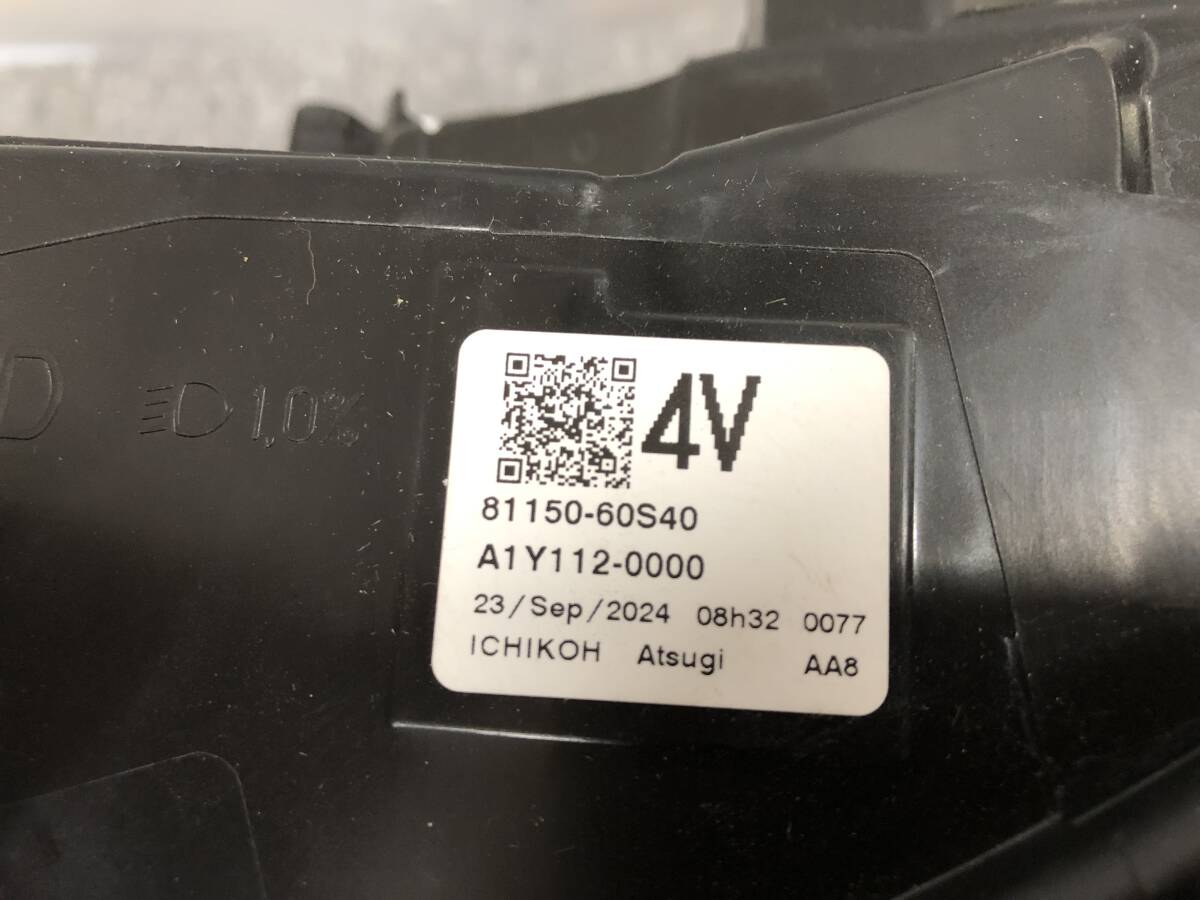 4V
81150-60S40
A1Y112-0000
23/Sep/2024 08h32 0077
ICHIKOH Atsugi AA8
D 1,0%